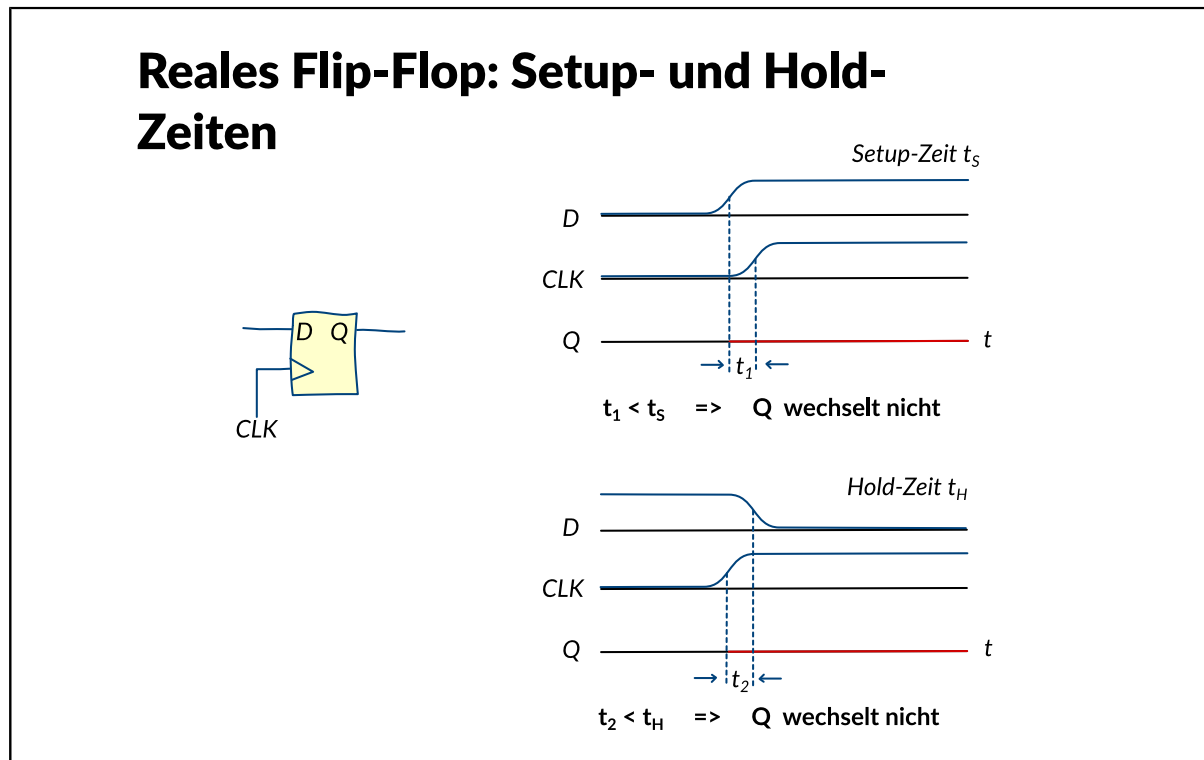 Reales Flip-Flop: Setup- und Hold-
Zeiten
D Q
CLK
Setup-Zeit tS
D
CLK
Q t
t1
t1 < tS => Q wechselt nicht
Hold-Zeit tH
D
CLK
Q t
t2
t2 < tH => Q wechselt nicht